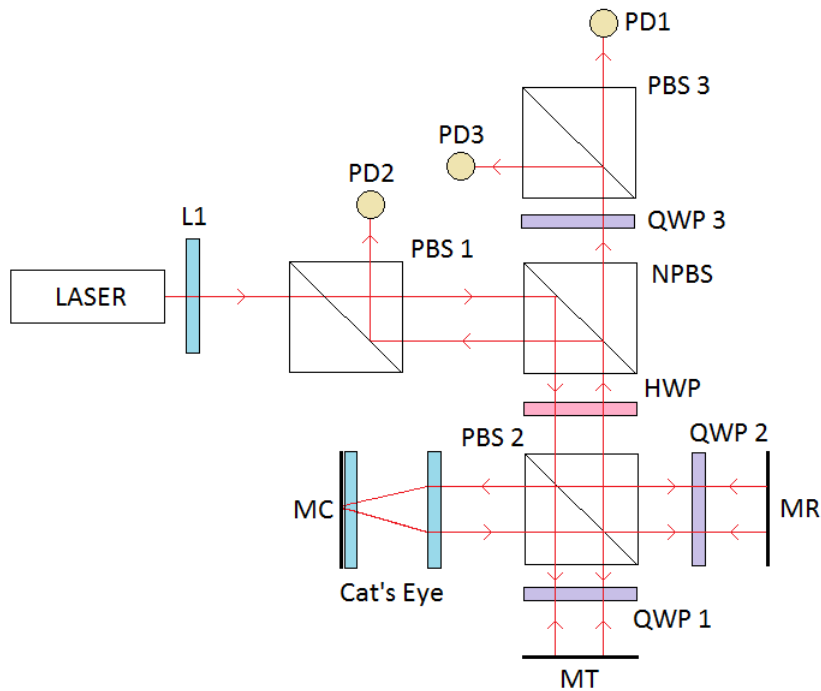 PD1
PBS 3
PD3
PD2
L1
QWP 3
PBS 1
NPBS
LASER
HWP
PBS 2
QWP 2
MC
MR
Cat's Eye
QWP 1
MT